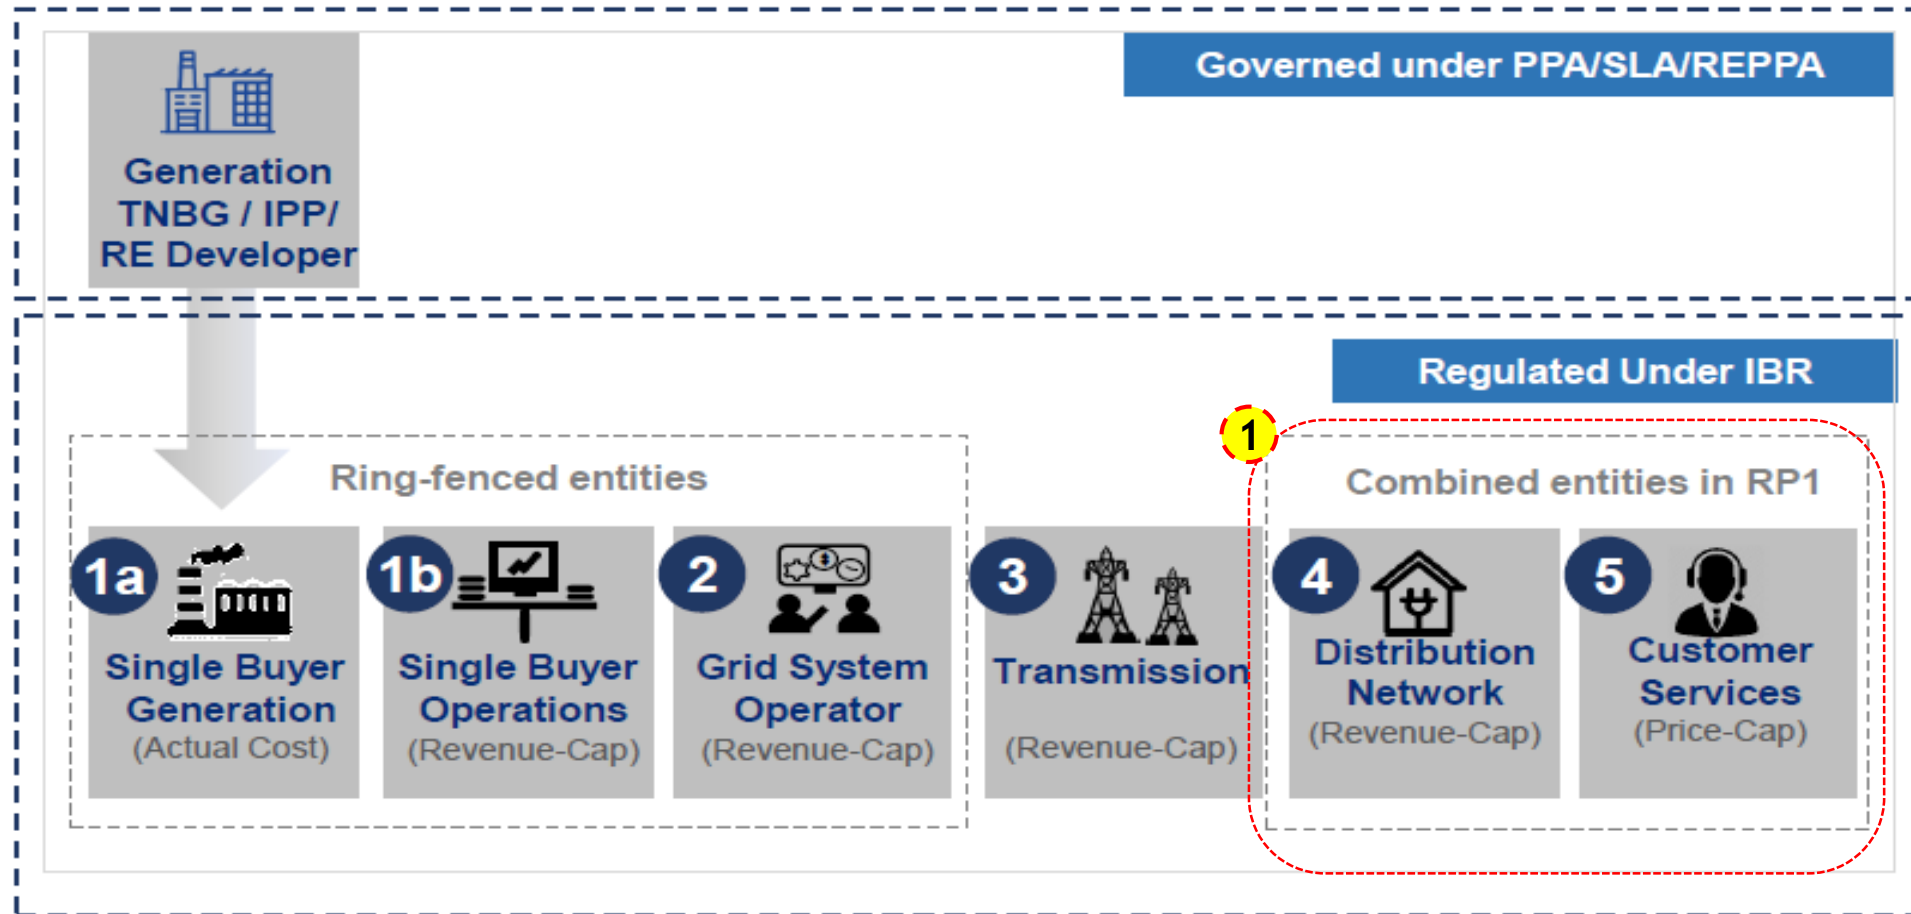 Governed under PPA/SLA/REPPA
Generation
TNBG / IPP/
RE Developer
Regulated Under IBR
1
Ring-fenced entities
Combined entities in RP1
1a
Single Buyer
Generation
(Actual Cost)
1b
Single Buyer
Operations
(Revenue-Cap)
2
Grid System
Operator
(Revenue-Cap)
3
Transmission
(Revenue-Cap)
4
Distribution
Network
(Revenue-Cap)
5
Customer
Services
(Price-Cap)